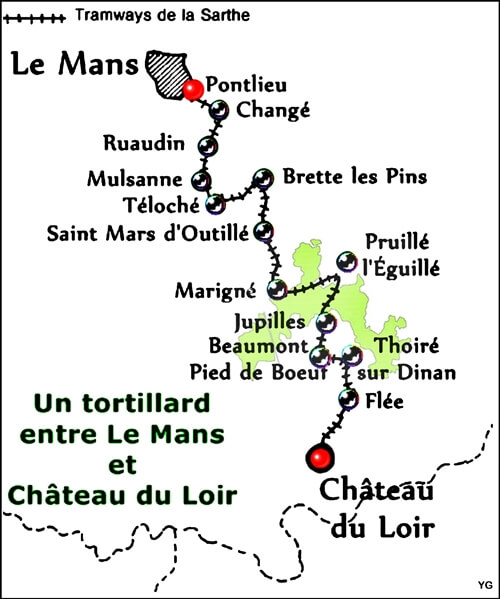 Tramways de la Sarthe
Le Mans
Pontlieu
Changé
Ruaudin
Mulsanne
Brette les Pins
Téloché
Saint Mars d'Outillé
Pruillé
l'Éguillé
Marigné
Jupilles
Beaumont
Pied de Boeuf
Thoiré
sur Dinan
Flée
Un tortillard
entre Le Mans
et
Château du Loir
Château
du Loir
YG